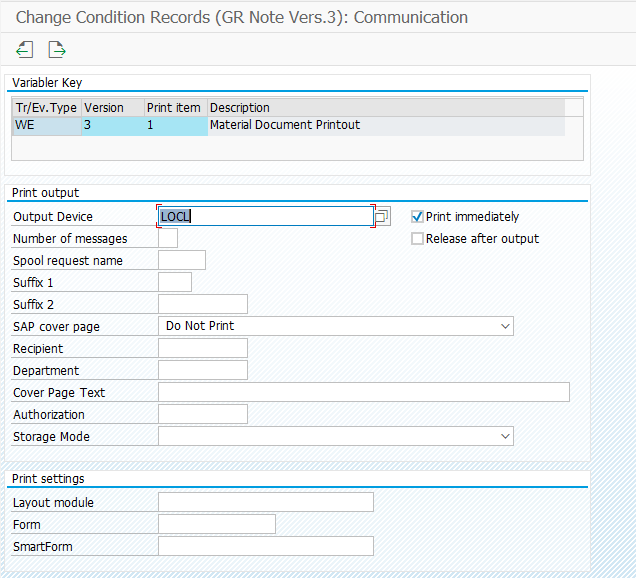 Change Condition Records (GR Note Vers.3): Communication
Variabler Key
Tr/Ev.Type Version Print item Description
WE 3 1 Material Document Printout
Print output
Output Device LOCL Print immediately
Number of messages Release after output
Spool request name
Suffix 1
Suffix 2
SAP cover page Do Not Print
Recipient
Department
Cover Page Text
Authorization
Storage Mode
Print settings
Layout module
Form
SmartForm